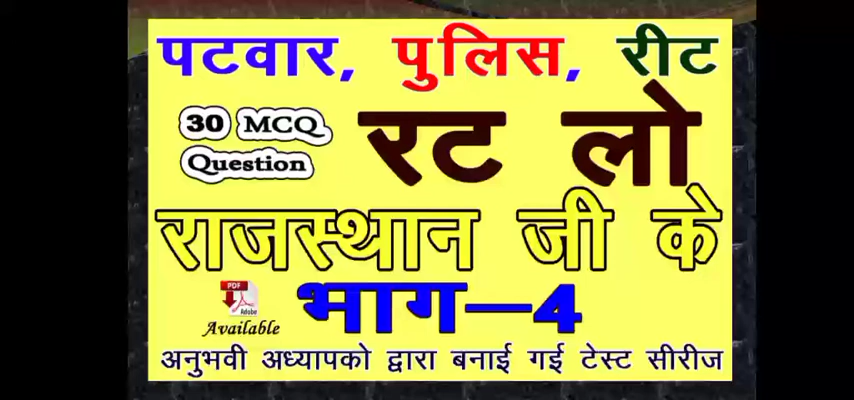 पटवार, पुलिस, रीट
30 MCQ
Question
रट लो
राजस्थान जी के
PDF
Adobe
Available
भाग–4
अनुभवी अध्यापको द्वारा बनाई गई टेस्ट सीरीज